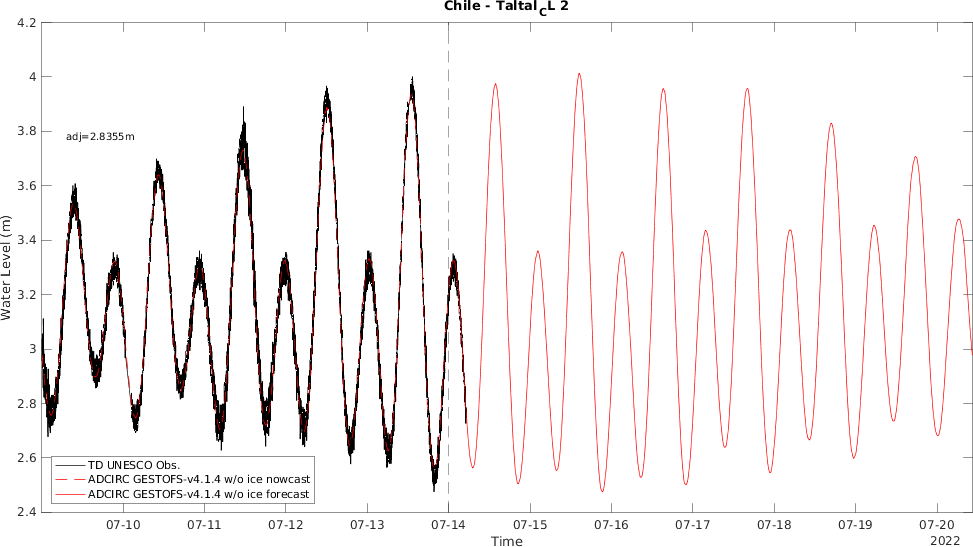 Chile - Taltal_CL 2
4.2
4
3.8
3.6
3.4
3.2
3
2.8
2.6
2.4
Water Level (m)
adj=2.8355m
TD UNESCO Obs.
ADCIRC GESTOFS-v4.1.4 w/o ice nowcast
ADCIRC GESTOFS-v4.1.4 w/o ice forecast
07-10 07-11 07-12 07-13 07-14 07-15 07-16 07-17 07-18 07-19 07-20
Time
2022